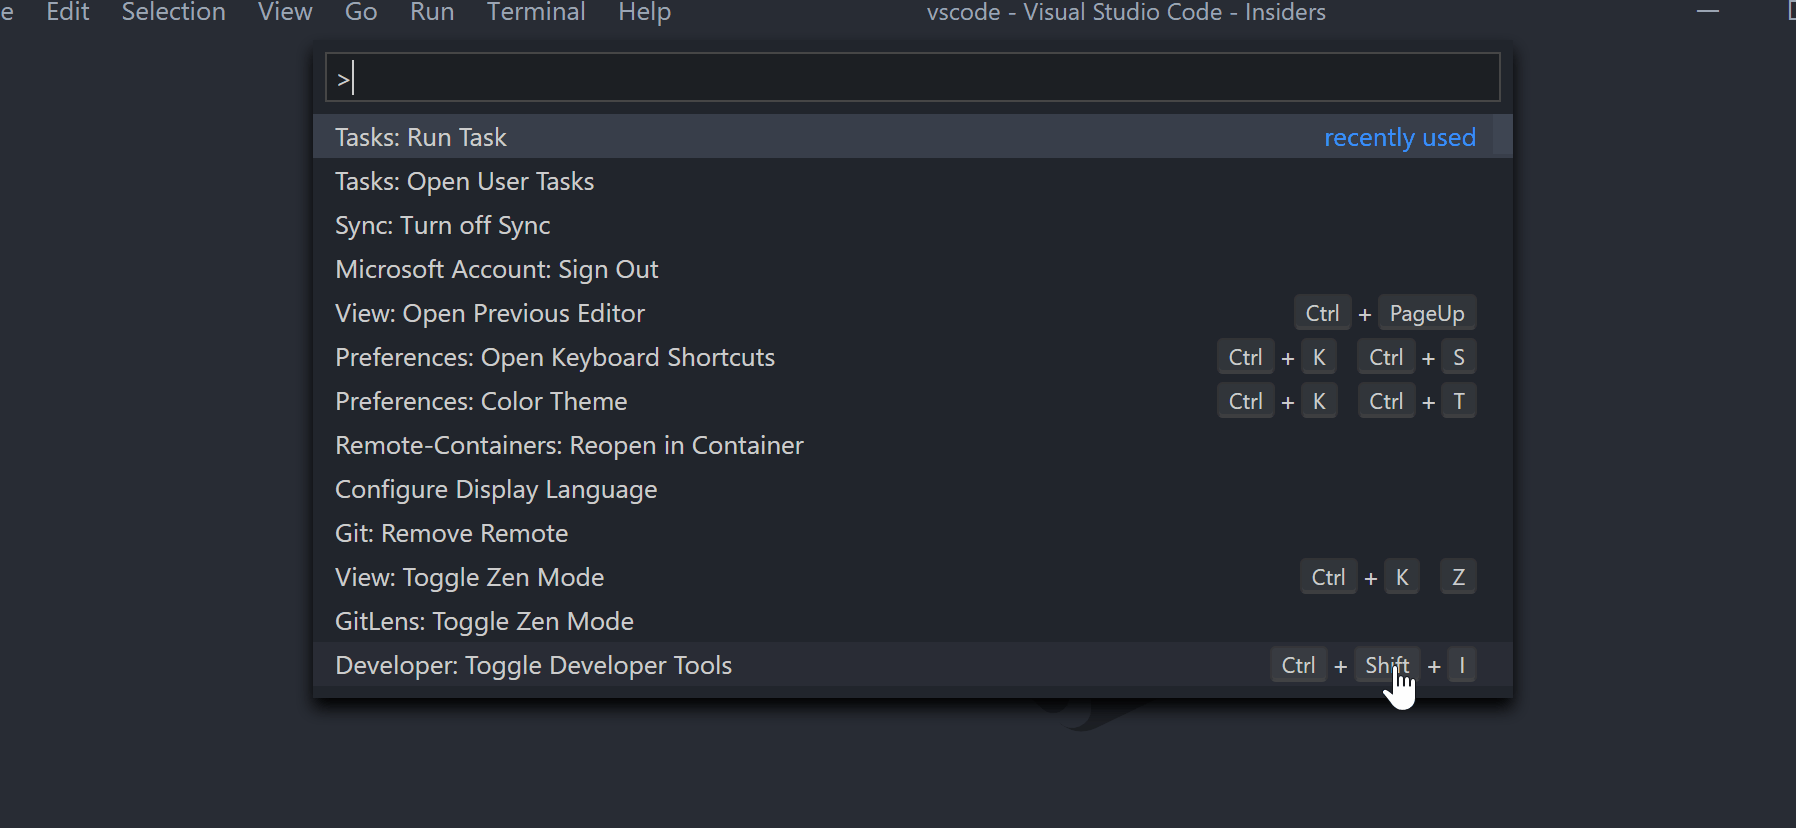 e Edit Selection View Go Run Terminal Help vscode - Visual Studio Code - Insiders
>
Tasks: Run Task recently used
Tasks: Open User Tasks
Sync: Turn off Sync
Microsoft Account: Sign Out
View: Open Previous Editor Ctrl + PageUp
Preferences: Open Keyboard Shortcuts Ctrl + K Ctrl + S
Preferences: Color Theme Ctrl + K Ctrl + T
Remote-Containers: Reopen in Container
Configure Display Language
Git: Remove Remote
View: Toggle Zen Mode Ctrl + K Z
GitLens: Toggle Zen Mode
Developer: Toggle Developer Tools Ctrl + Shift + I